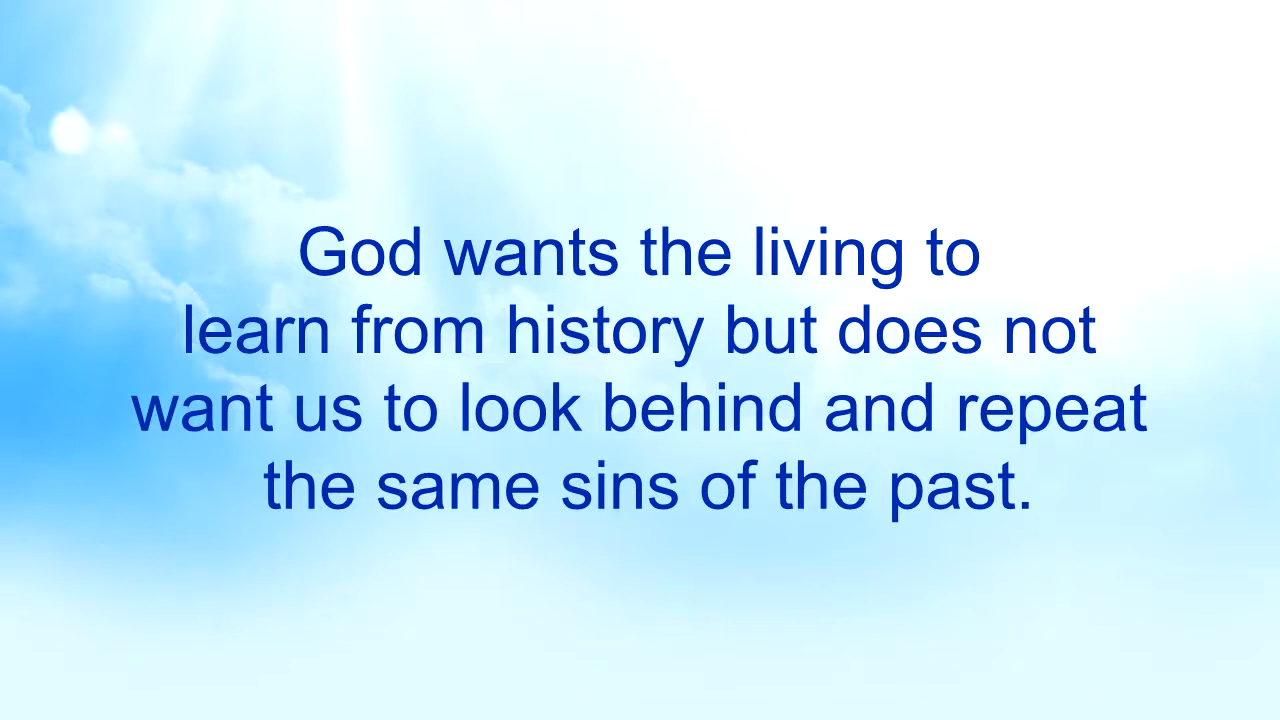 God wants the living to
learn from history but does not
want us to look behind and repeat
the same sins of the past.